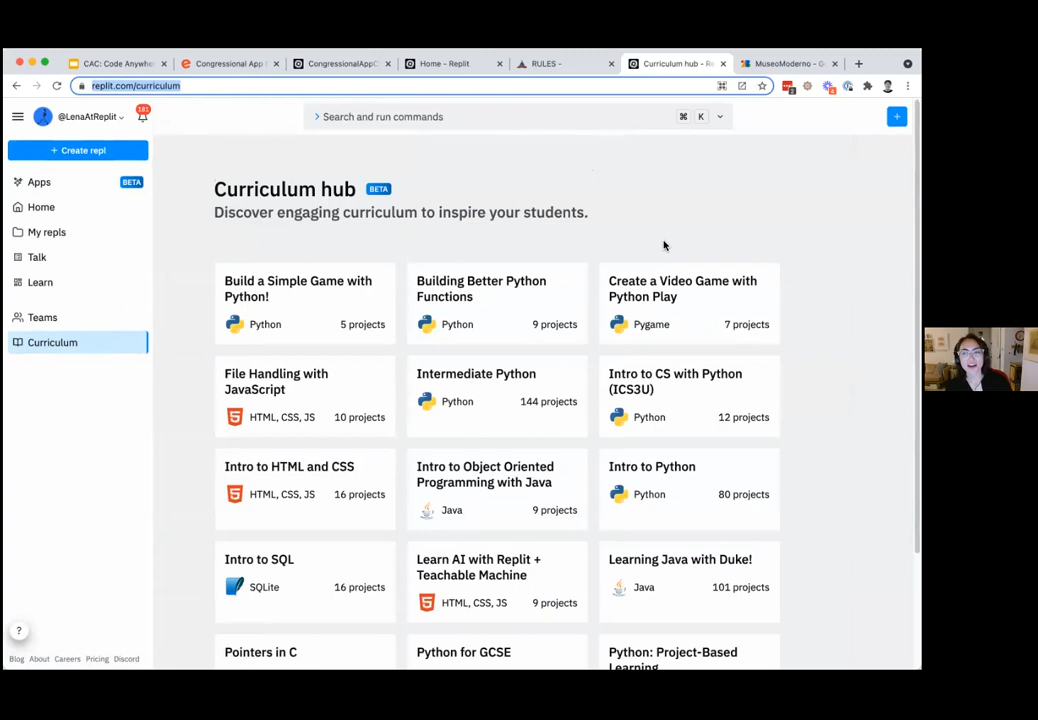 CAC: Code Anywhe
Congressional App
CongressionalAppC
Home - Replit
RULES -
Curriculum hub - Re
MuseoModerno - G
replit.com/curriculum
@LenaAtReplit
181
Search and run commands
⌘ K
+ Create repl
Apps BETA
Home
My repls
Talk
Learn
Teams
Curriculum
Curriculum hub BETA
Discover engaging curriculum to inspire your students.
Build a Simple Game with
Python!
Python 5 projects
Building Better Python
Functions
Python 9 projects
Create a Video Game with
Python Play
Pygame 7 projects
File Handling with
JavaScript
HTML, CSS, JS 10 projects
Intermediate Python
Python 144 projects
Intro to CS with Python
(ICS3U)
Python 12 projects
Intro to HTML and CSS
HTML, CSS, JS 16 projects
Intro to Object Oriented
Programming with Java
Java 9 projects
Intro to Python
Python 80 projects
Intro to SQL
SQLite 16 projects
Learn AI with Replit +
Teachable Machine
HTML, CSS, JS 9 projects
Learning Java with Duke!
Java 101 projects
Pointers in C
Python for GCSE
Python: Project-Based
Learning
?
Blog About Careers Pricing Discord